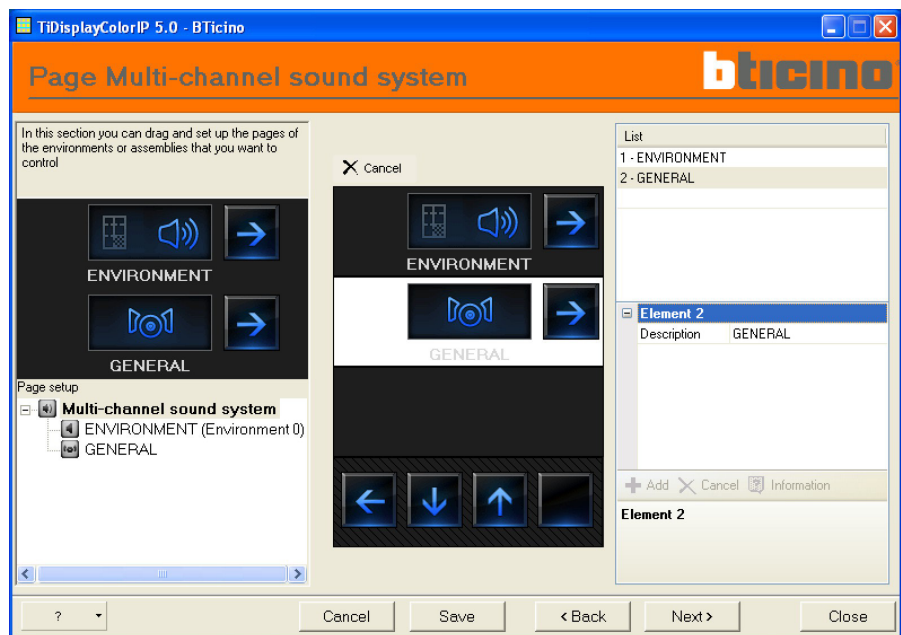 TiDisplayColorIP 5.0 - BTicino
Page Multi-channel sound system
bticino
In this section you can drag and set up the pages of
the environments or assemblies that you want to
control
ENVIRONMENT
GENERAL
Page setup
Multi-channel sound system
ENVIRONMENT (Environment 0)
GENERAL
Cancel
ENVIRONMENT
GENERAL
List
1 - ENVIRONMENT
2 - GENERAL
Element 2
Description GENERAL
Add Cancel Information
Element 2
? Cancel Save < Back Next > Close